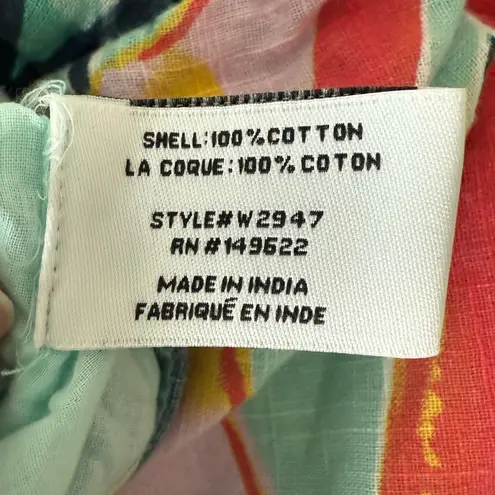 SHELL:100%COTTON
LA COQUE:100%COTON
STYLE#W2947
RN#149622
MADE IN INDIA
FABRIQUÉ EN INDE